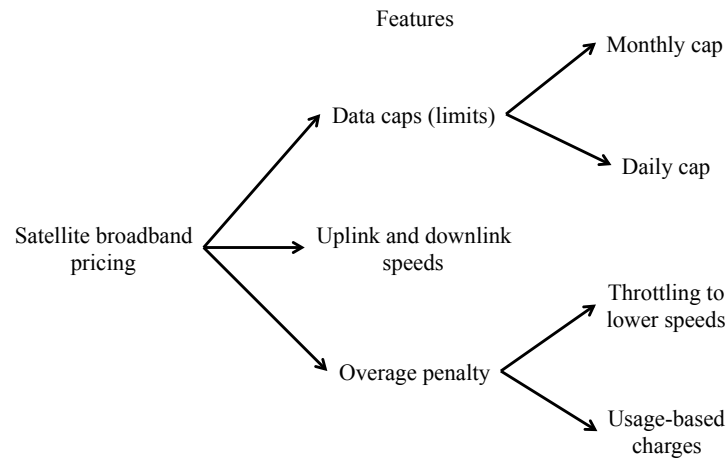 Features
Monthly cap
Data caps (limits)
Daily cap
Satellite broadband
pricing
Uplink and downlink
speeds
Throttling to
lower speeds
Overage penalty
Usage-based
charges